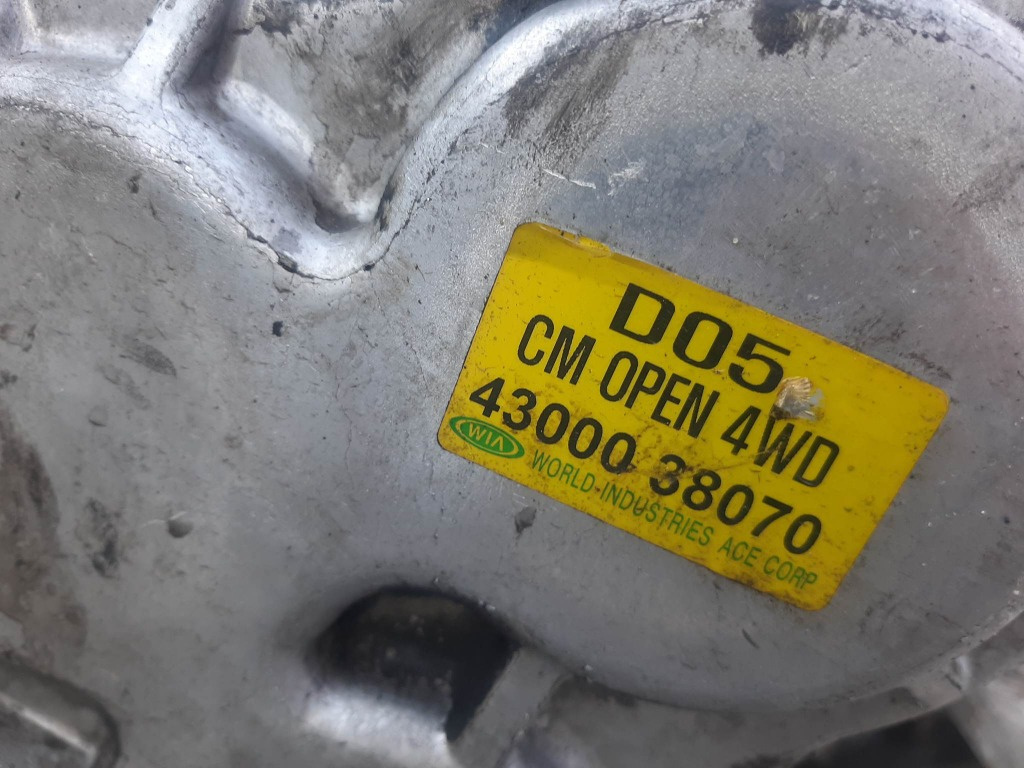 D05
CM OPEN 4WD
43000 38070
WIA WORLD INDUSTRIES ACE CORP